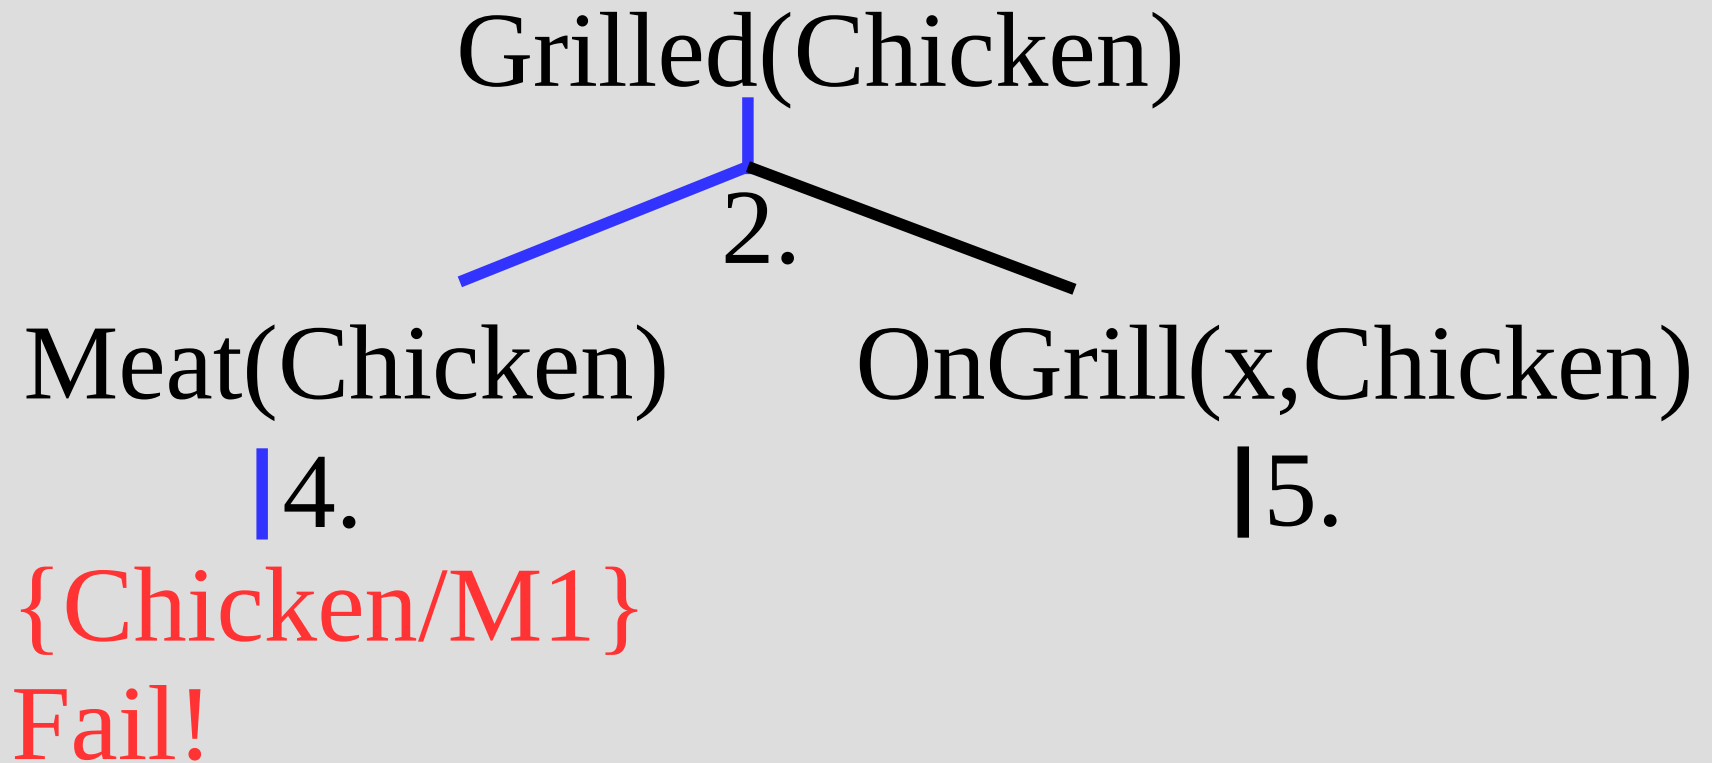 Grilled(Chicken)
2.
Meat(Chicken) OnGrill(x,Chicken)
4. 5.
{Chicken/M1}
Fail!